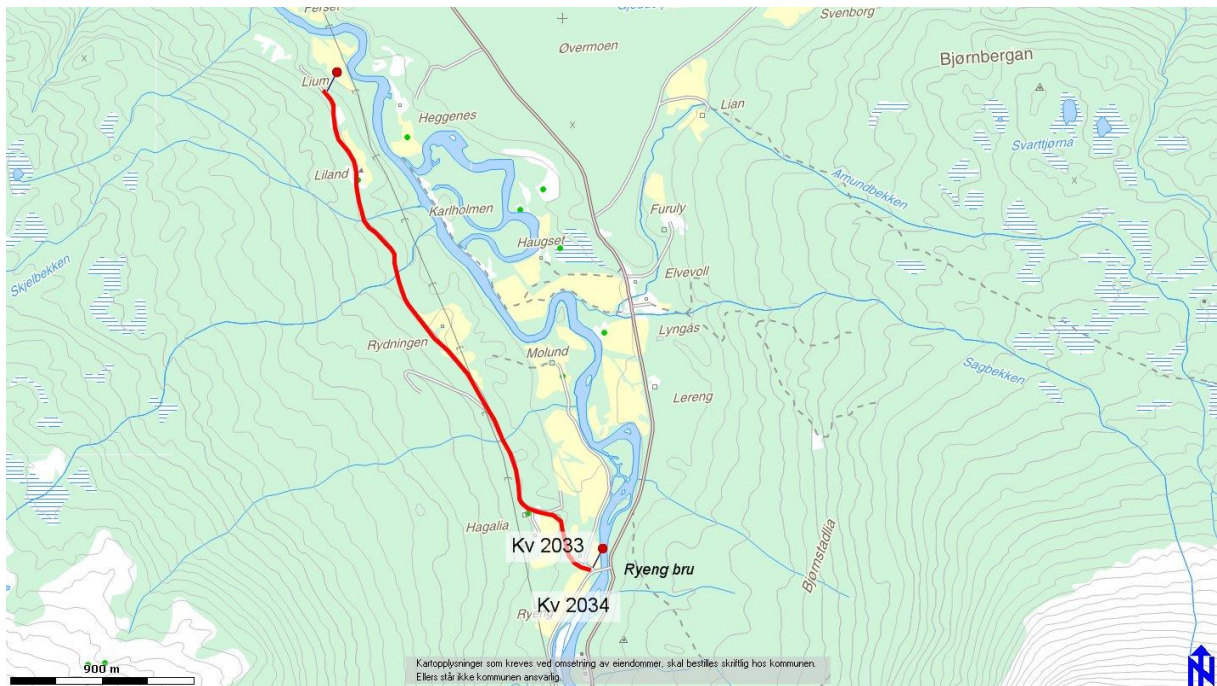 Svenborg
Øvermoen
Bjørnbergan
Lium
Lian
Heggenes
Svarttjørna
Liland
Amundbekken
Karlholmen
Furuly
Haugset
Skjelbekken
Elvevoll
Rydningen
Lyngås
Molund
Sagbekken
Lereng
Hagalia
Kv 2033
Bjørnstadlia
Ryeng bru
Kv 2034
Ryeng
900 m
Kartopplysninger som kreves ved omsetning av eiendommer, skal bestilles skriftlig hos kommunen.
Ellers står ikke kommunen ansvarlig.
N